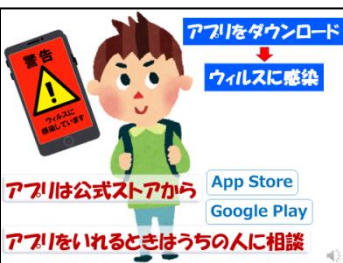 アプリをダウンロード
ウィルスに感染
警告
ウィルスに
感染しています
アプリは公式ストアから
App Store
Google Play
アプリをいれるときはうちの人に相談